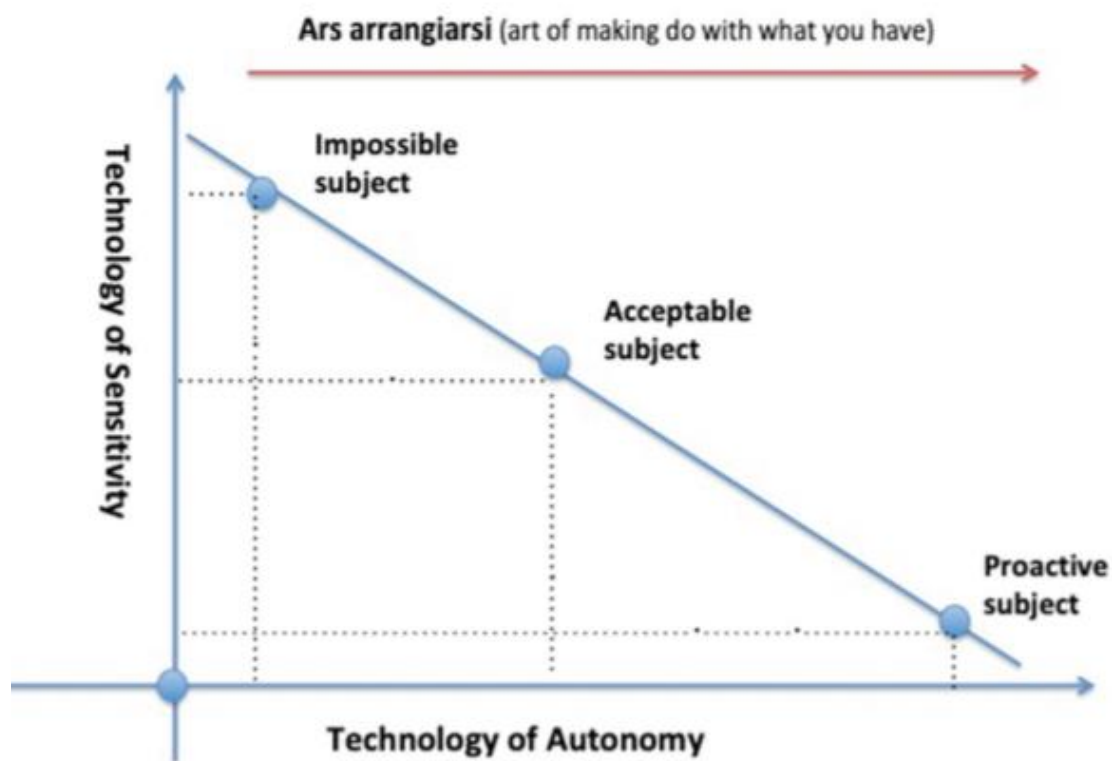 Ars arrangiarsi (art of making do with what you have)
Technology of Sensitivity
Impossible
subject
Acceptable
subject
Proactive
subject
Technology of Autonomy